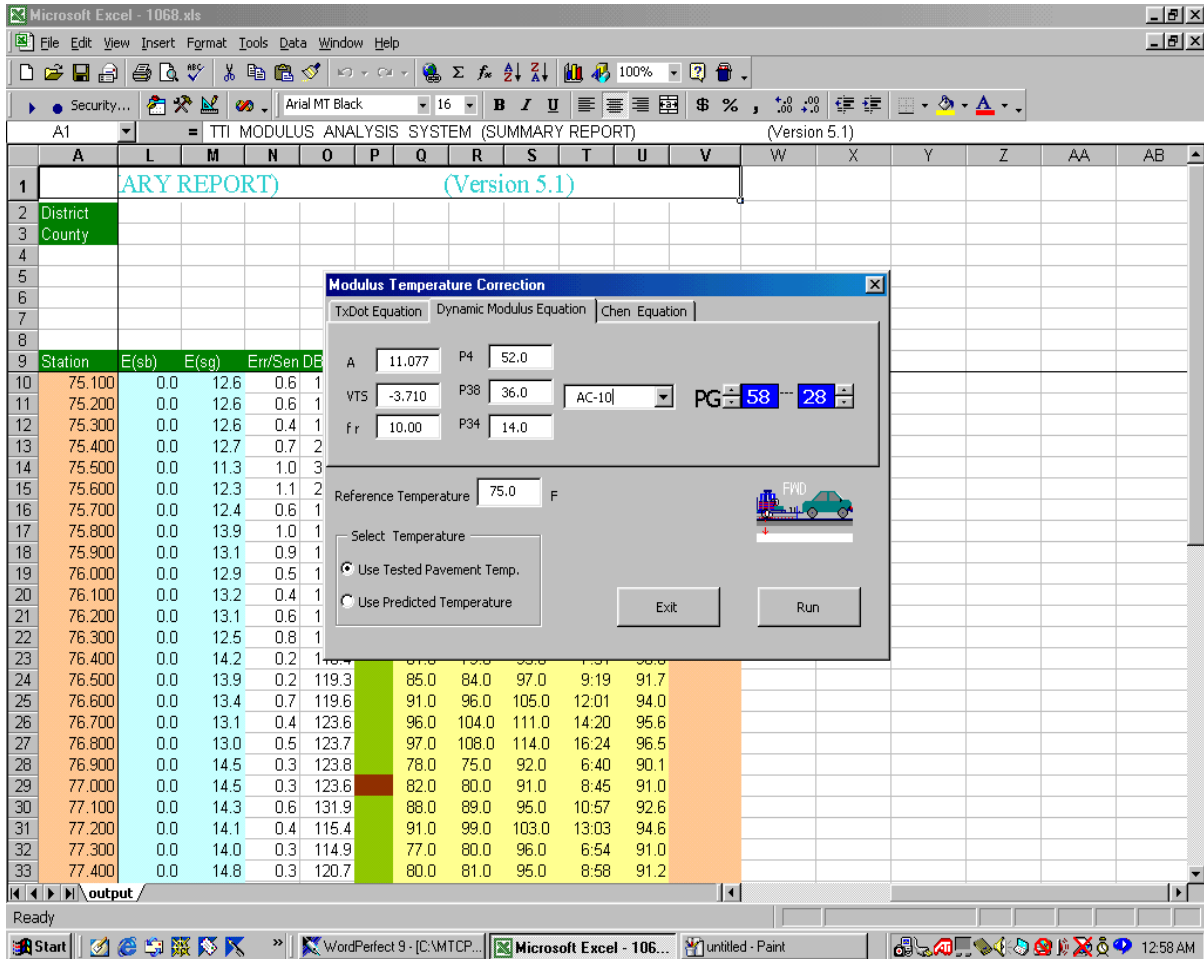 Microsoft Excel - 1068.xls
File Edit View Insert Format Tools Data Window Help
100%
Security... Arial MT Black 16 B I U $ % ,
A1 = TTI MODULUS ANALYSIS SYSTEM (SUMMARY REPORT) (Version 5.1)
A L M N O P Q R S T U V W X Y Z AA AB
1 ARY REPORT) (Version 5.1)
2 District
3 County
4
5
6
7
8
9 Station E(sb) E(sg) Err/Sen DB
10 75.100 0.0 12.6 0.6 1
11 75.200 0.0 12.6 0.6 1
12 75.300 0.0 12.6 0.4 1
13 75.400 0.0 12.7 0.7 2
14 75.500 0.0 11.3 1.0 3
15 75.600 0.0 12.3 1.1 2
16 75.700 0.0 12.4 0.6 1
17 75.800 0.0 13.9 1.0 1
18 75.900 0.0 13.1 0.9 1
19 76.000 0.0 12.9 0.5 1
20 76.100 0.0 13.2 0.4 1
21 76.200 0.0 13.1 0.6 1
22 76.300 0.0 12.5 0.8 1
23 76.400 0.0 14.2 0.2
24 76.500 0.0 13.9 0.2 119.3 85.0 84.0 97.0 9:19 91.7
25 76.600 0.0 13.4 0.7 119.6 91.0 96.0 105.0 12:01 94.0
26 76.700 0.0 13.1 0.4 123.6 96.0 104.0 111.0 14:20 95.6
27 76.800 0.0 13.0 0.5 123.7 97.0 108.0 114.0 16:24 96.5
28 76.900 0.0 14.5 0.3 123.8 78.0 75.0 92.0 6:40 90.1
29 77.000 0.0 14.5 0.3 123.6 82.0 80.0 91.0 8:45 91.0
30 77.100 0.0 14.3 0.6 131.9 88.0 89.0 95.0 10:57 92.6
31 77.200 0.0 14.1 0.4 115.4 91.0 99.0 103.0 13:03 94.6
32 77.300 0.0 14.0 0.3 114.9 77.0 80.0 96.0 6:54 91.0
33 77.400 0.0 14.8 0.3 120.7 80.0 81.0 95.0 8:58 91.2
Modulus Temperature Correction
TxDot Equation Dynamic Modulus Equation Chen Equation
A 11.077 P4 52.0
VTS -3.710 P38 36.0 AC-10 PG 58 --- 28
fr 10.00 P34 14.0
Reference Temperature 75.0 F
FWD
Select Temperature
Use Tested Pavement Temp.
Use Predicted Temperature
Exit Run
output
Ready
Start » WordPerfect 9 - [C:\MTCP... Microsoft Excel - 106... untitled - Paint 12:58 AM